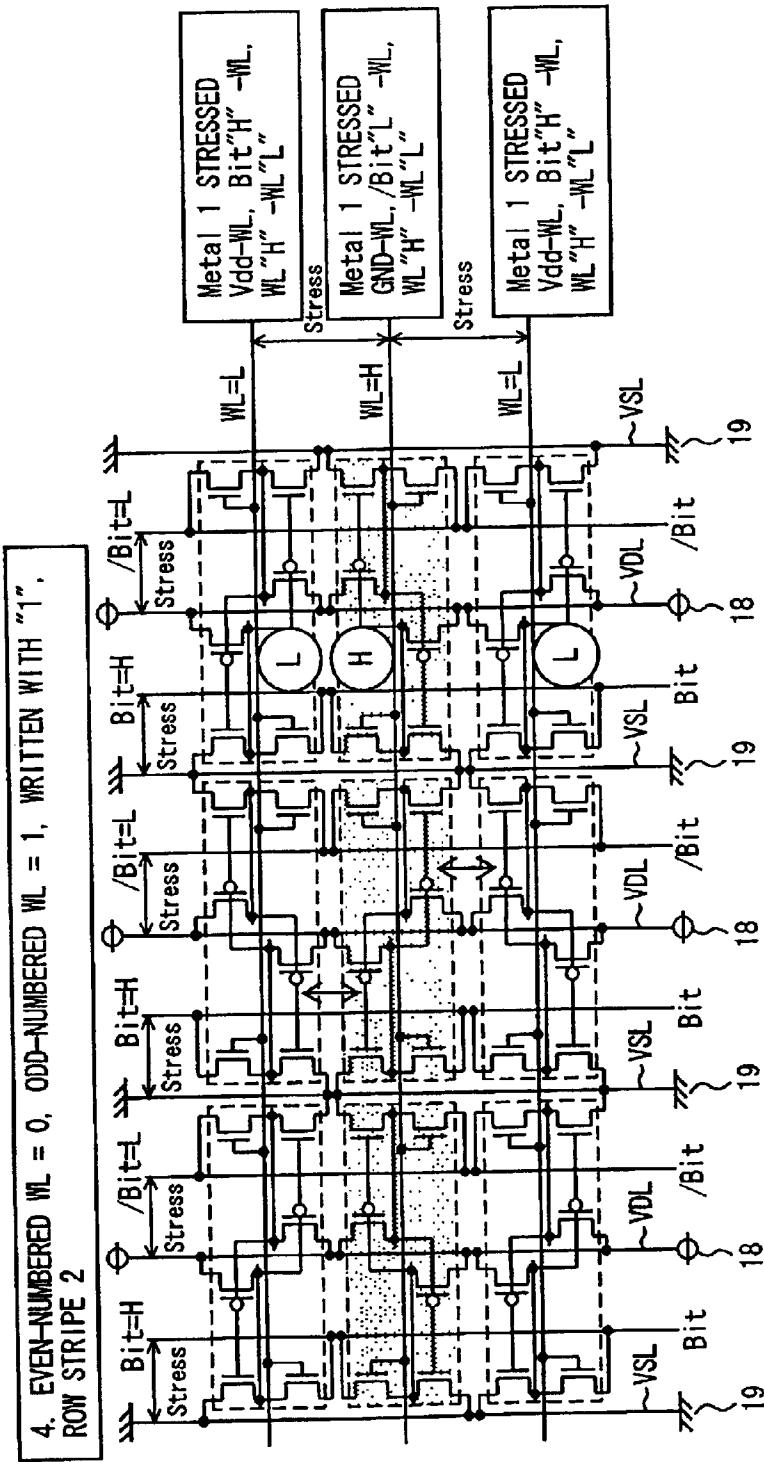 4. EVEN-NUMBERED WL = 0, ODD-NUMBERED WL = 1, WRITTEN WITH "1",
ROW STRIPE 2
Bit=H
/Bit=L
Bit=H
/Bit=L
Bit=H
/Bit=L
Stress
Stress
Stress
Stress
Stress
Stress
WL=L
Metal 1 STRESSED
Vdd-WL, Bit"H" -WL,
WL"H" -WL"L"
L
Stress
WL=H
Metal 1 STRESSED
GND-WL, /Bit"L" -WL,
WL"H" -WL"L"
H
Stress
WL=L
Metal 1 STRESSED
Vdd-WL, Bit"H" -WL,
WL"H" -WL"L"
L
VSL
Bit
VDL
/Bit
VSL
Bit
VDL
/Bit
VSL
Bit
VDL
/Bit
VSL
19
18
19
18
19
18
19